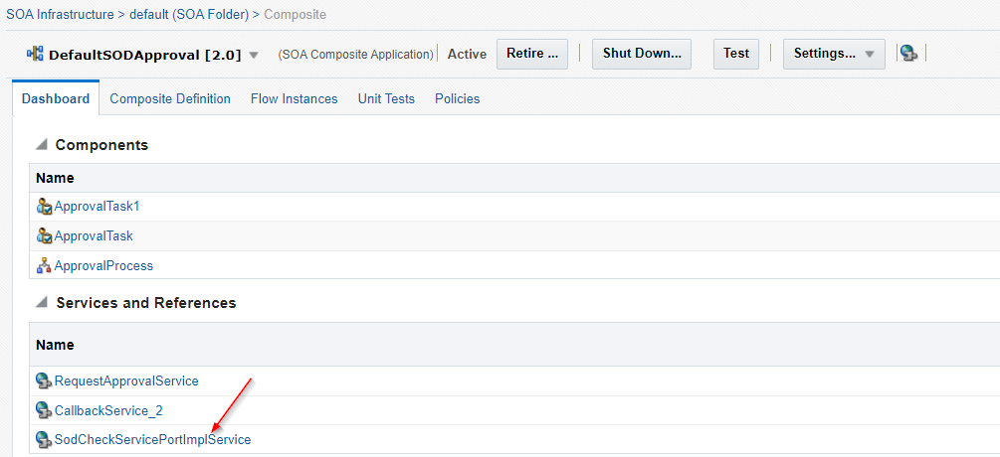 SOA Infrastructure > default (SOA Folder) > Composite
DefaultSODApproval [2.0] (SOA Composite Application) Active Retire ... Shut Down... Test Settings...
Dashboard Composite Definition Flow Instances Unit Tests Policies
Components
Name
ApprovalTask1
ApprovalTask
ApprovalProcess
Services and References
Name
RequestApprovalService
CallbackService_2
SodCheckServicePortImplService